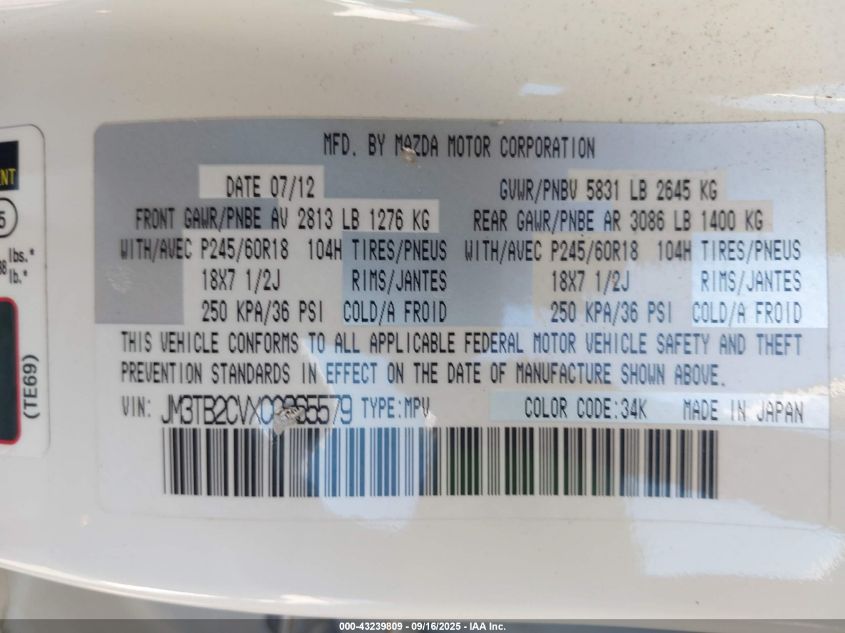 NT
5
lbs.*
lb.*
(TE69)
MFD. BY MAZDA MOTOR CORPORATION
DATE 07/12 GVWR/PNBV 5831 LB 2645 KG
FRONT GAWR/PNBE AV 2813 LB 1276 KG REAR GAWR/PNBE AR 3086 LB 1400 KG
WITH/AVEC P245/60R18 104H TIRES/PNEUS WITH/AVEC P245/60R18 104H TIRES/PNEUS
18X7 1/2J RIMS/JANTES 18X7 1/2J RIMS/JANTES
250 KPA/36 PSI COLD/A FROID 250 KPA/36 PSI COLD/A FROID
THIS VEHICLE CONFORMS TO ALL APPLICABLE FEDERAL MOTOR VEHICLE SAFETY AND THEFT
PREVENTION STANDARDS IN EFFECT ON THE DATE OF MANUFACTURE SHOWN ABOVE.
VIN: JM3TB2CVXC0365579 TYPE:MPV COLOR CODE:34K MADE IN JAPAN
000-43239809 - 09/16/2025 - IAA Inc.